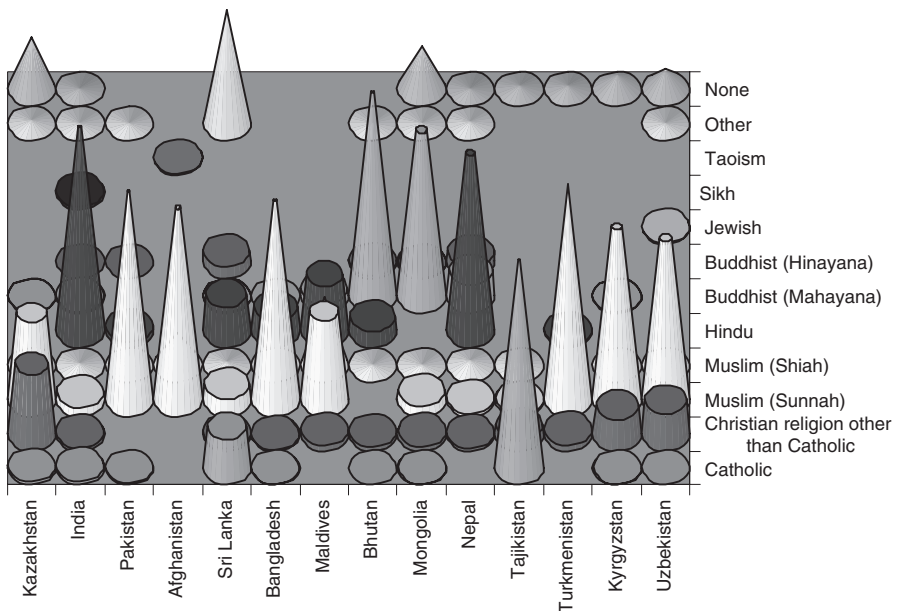 None
Other
Taoism
Sikh
Jewish
Buddhist (Hinayana)
Buddhist (Mahayana)
Hindu
Muslim (Shiah)
Muslim (Sunnah)
Christian religion other
than Catholic
Catholic
Kazakhstan
India
Pakistan
Afghanistan
Sri Lanka
Bangladesh
Maldives
Bhutan
Mongolia
Nepal
Tajikistan
Turkmenistan
Kyrgyzstan
Uzbekistan